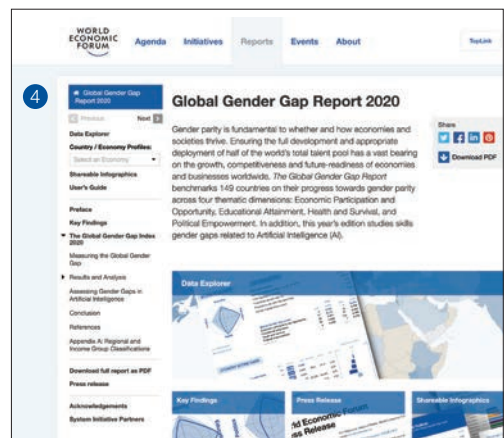 WORLD
ECONOMIC
FORUM
Agenda
Initiatives
Reports
Events
About
TopLink
4
Global Gender Gap
Report 2020
Previous
Next
Data Explorer
Country / Economy Profiles:
Select an Economy
Shareable Infographics
User's Guide
Preface
Key Findings
The Global Gender Gap Index
2020
Measuring the Global Gender
Gap
Results and Analysis
Assessing Gender Gaps in
Artificial Intelligence
Conclusion
References
Appendix A: Regional and
Income Group Classifications
Download full report as PDF
Press release
Acknowledgements
System Initiative Partners
Global Gender Gap Report 2020
Gender parity is fundamental to whether and how economies and
societies thrive. Ensuring the full development and appropriate
deployment of half of the world's total talent pool has a vast bearing
on the growth, competitiveness and future-readiness of economies
and businesses worldwide. The Global Gender Gap Report
benchmarks 149 countries on their progress towards gender parity
across four thematic dimensions: Economic Participation and
Opportunity, Educational Attainment, Health and Survival, and
Political Empowerment. In addition, this year's edition studies skills
gender gaps related to Artificial Intelligence (AI).
Share
Download PDF
Data Explorer
Key Findings
Press Release
rld Economic Forum
ess Release
Shareable Infographics